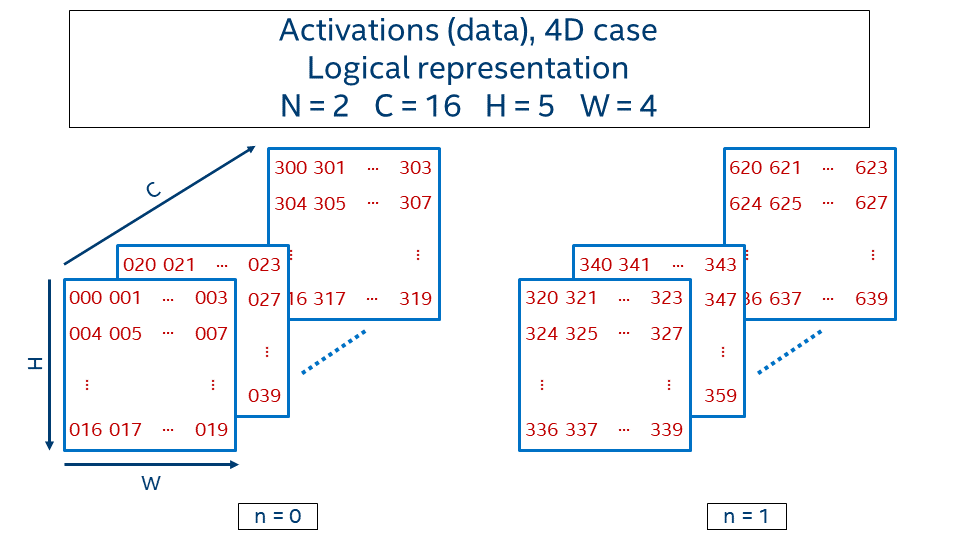 Activations (data), 4D case
Logical representation
N = 2 C = 16 H = 5 W = 4
C
300 301 ... 303
304 305 ... 307
⋮ ⋮
16 317 ... 319
020 021 ... 023
027
⋮
039
000 001 ... 003
004 005 ... 007
⋮ ⋮
016 017 ... 019
H
W
n = 0
620 621 ... 623
624 625 ... 627
⋮ ⋮
36 637 ... 639
340 341 ... 343
347
⋮
359
320 321 ... 323
324 325 ... 327
⋮ ⋮
336 337 ... 339
n = 1